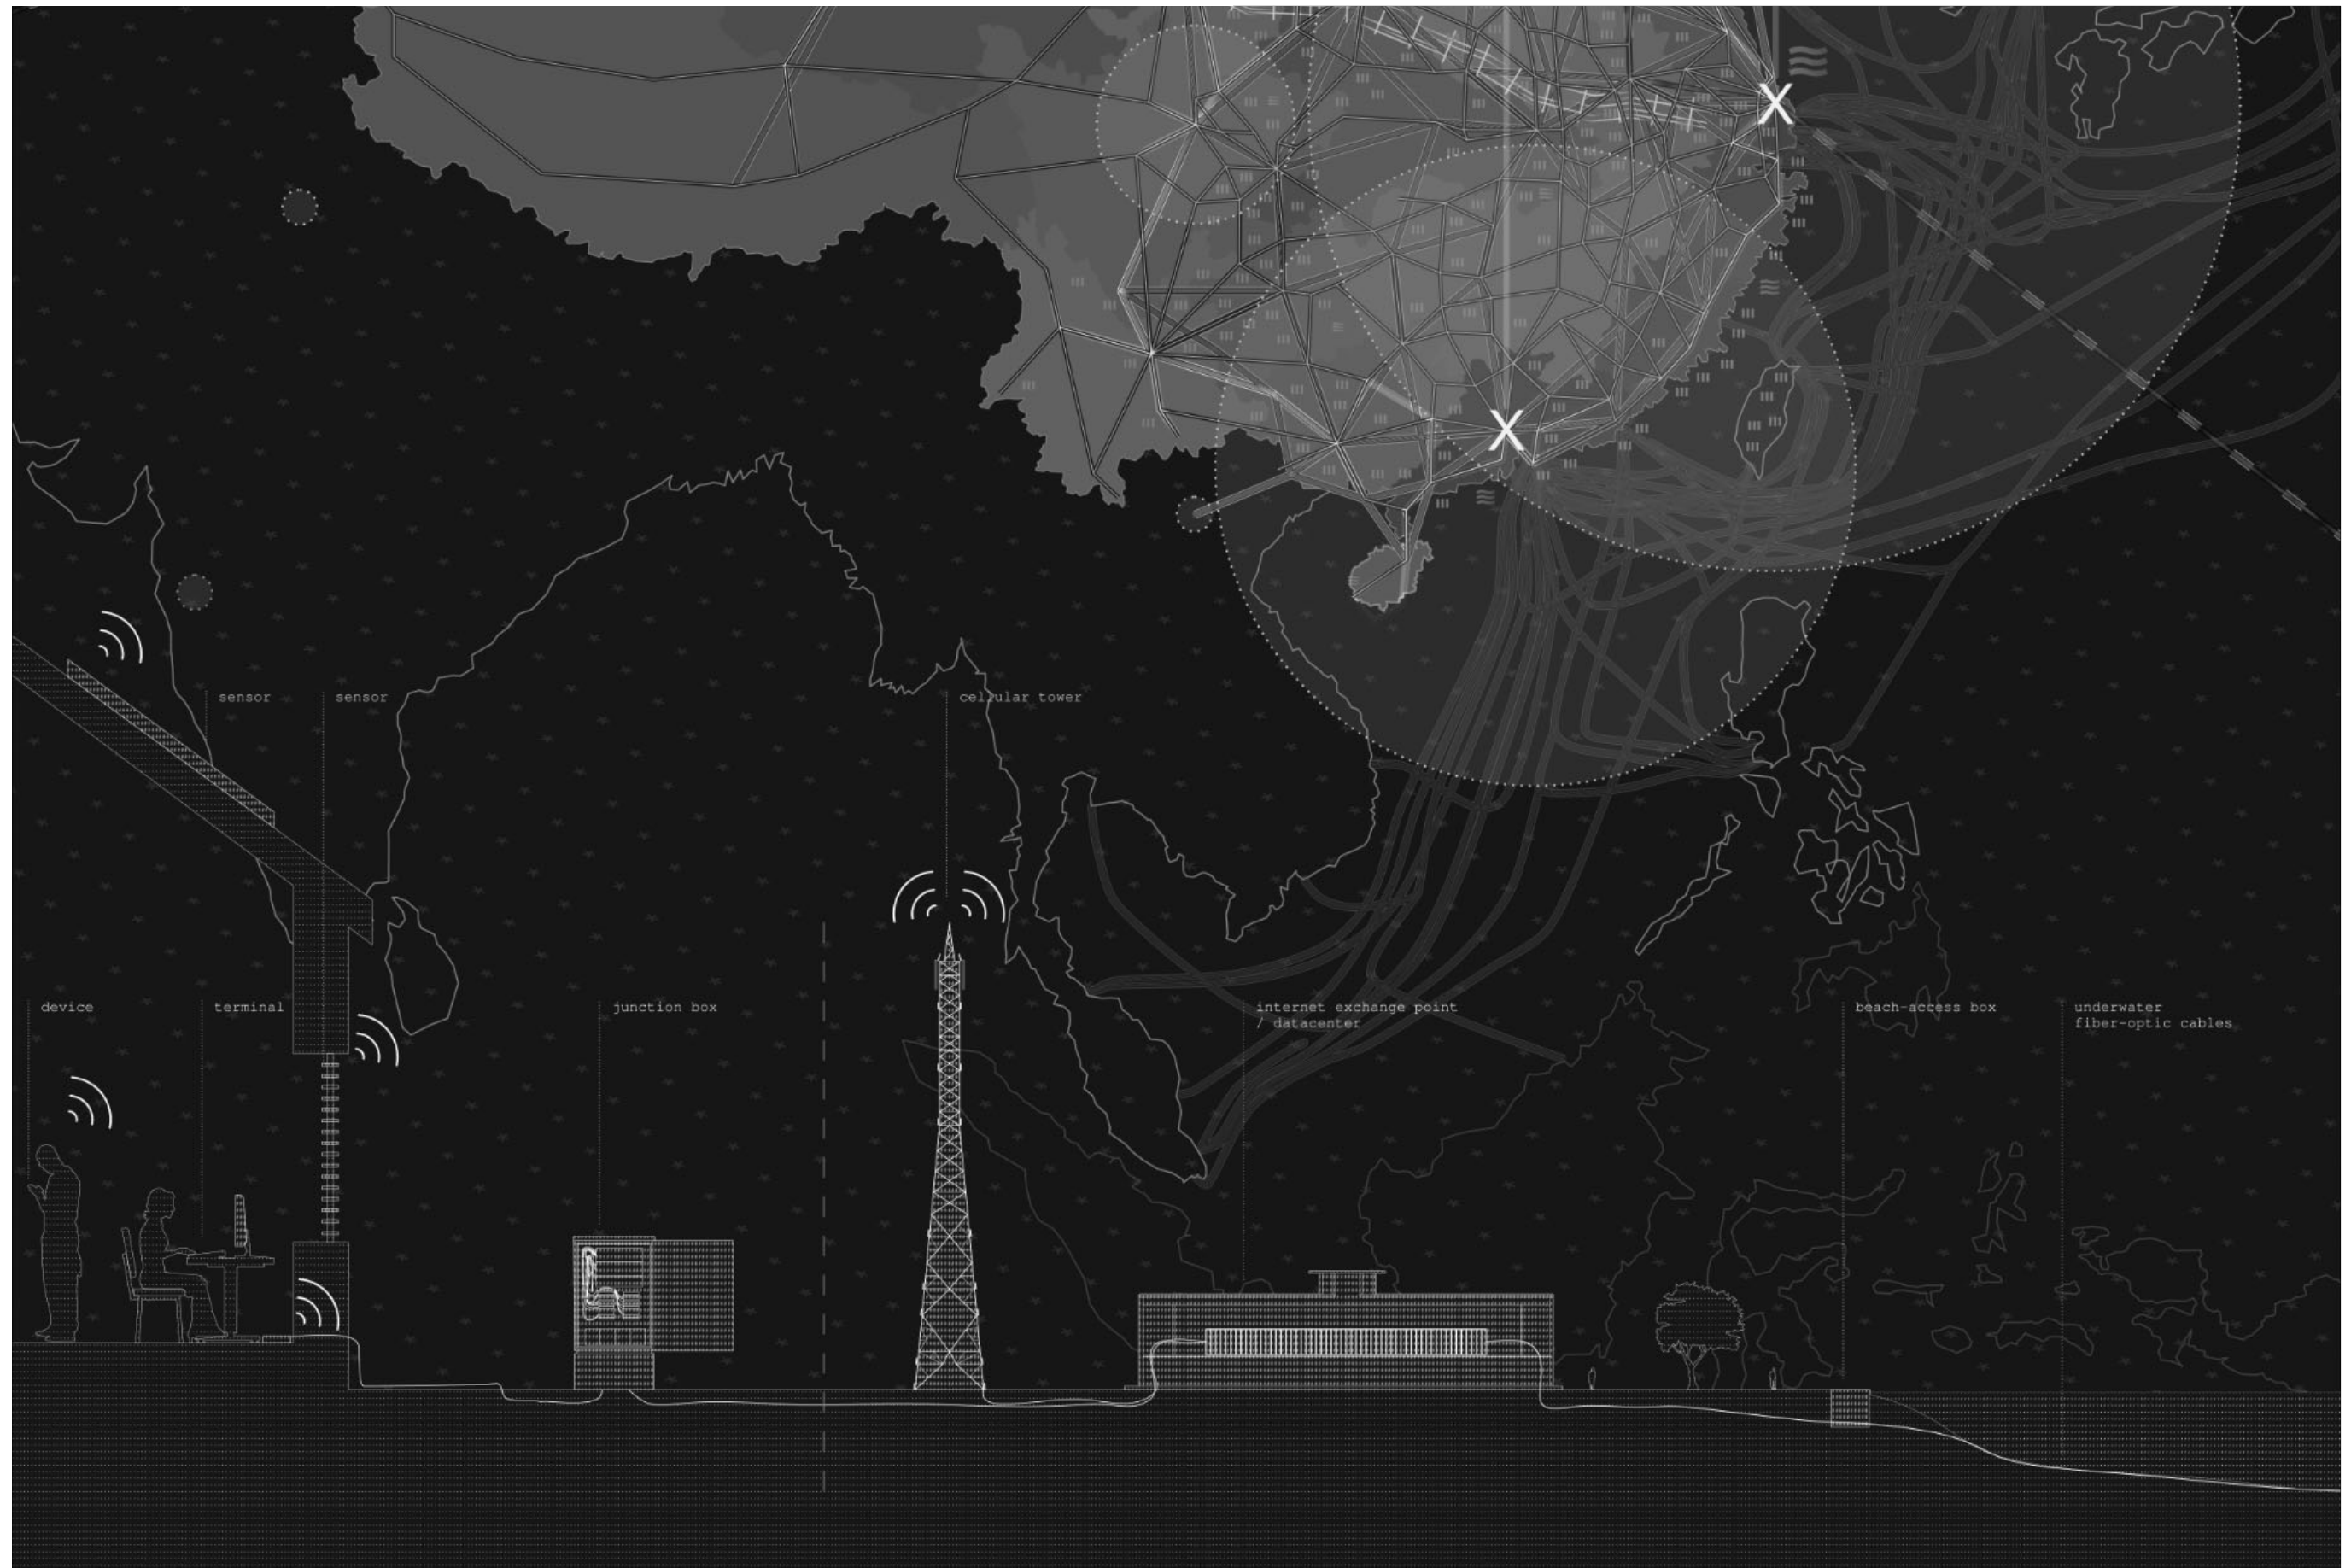 X
X
sensor
sensor
cellular tower
device
terminal
junction box
internet exchange point
/ datacenter
beach-access box
underwater
fiber-optic cables